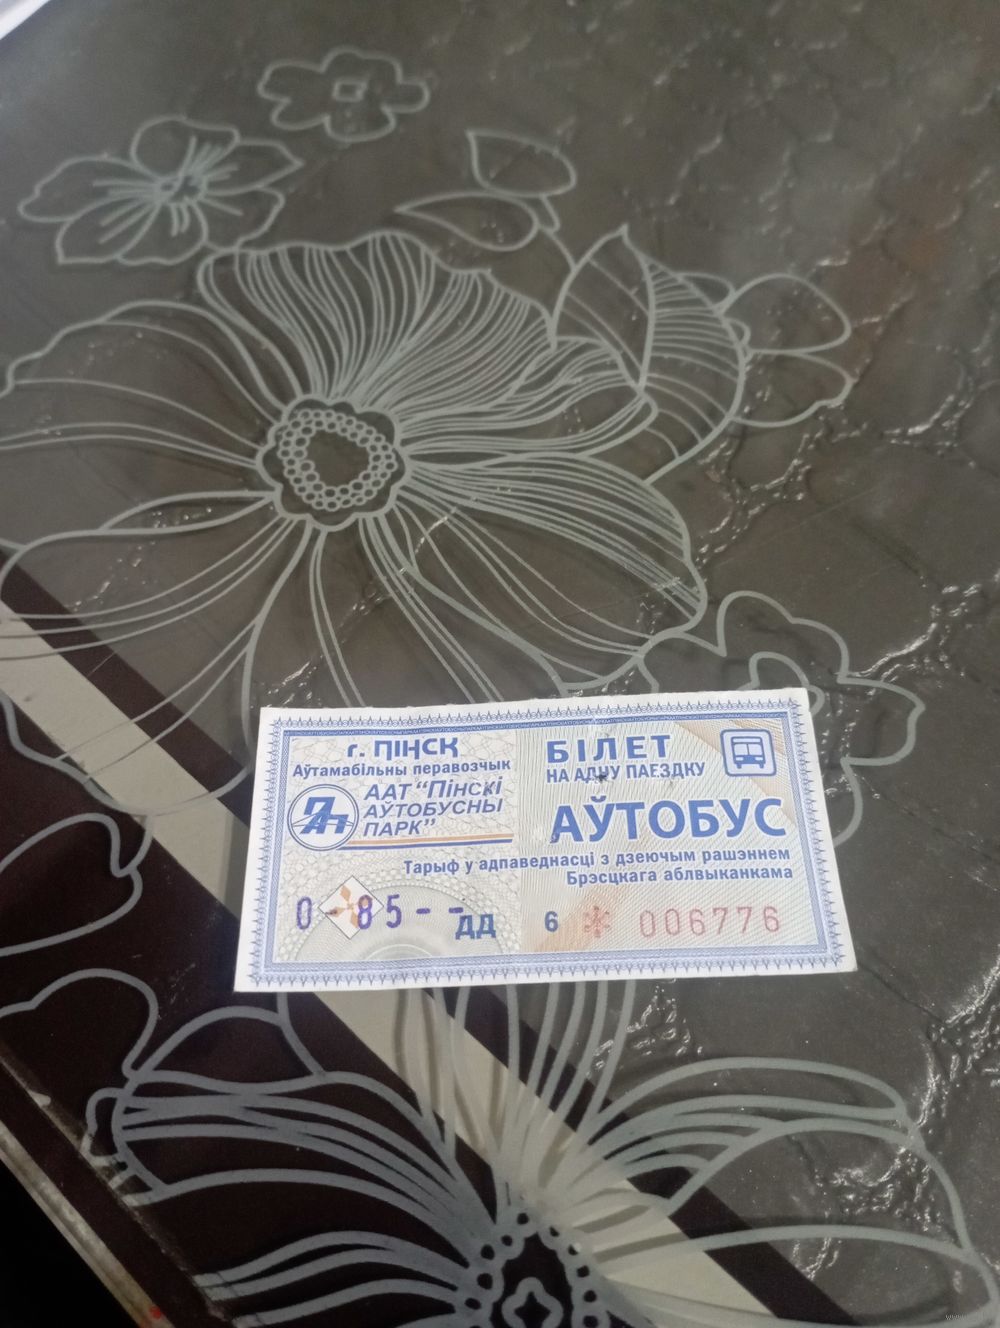 г. ПІНСК
Аўтамабільны перавозчык
ААТ "Пінскі
АЎТОБУСНЫ
ПАРК"
БІЛЕТ
НА АДНУ ПАЕЗДКУ
АЎТОБУС
Тарыф у адпаведнасці з дзеючым рашэннем
Брэсцкага аблвыканкама
0-85-- ДД 6 006776